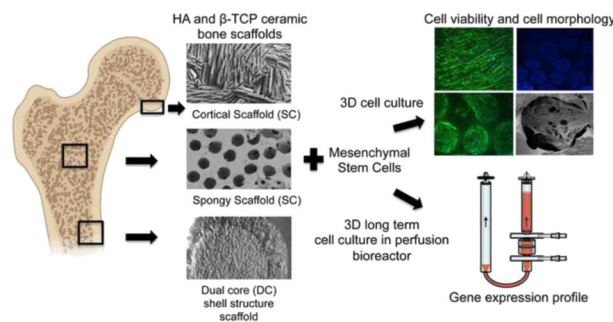 HA and β-TCP ceramic
bone scaffolds
Cortical Scaffold (SC)
Spongy Scaffold (SC)
Dual core (DC)
shell structure
scaffold
Mesenchymal
Stem Cells
3D cell culture
3D long term
cell culture in perfusion
bioreactor
Cell viability and cell morphology
Gene expression profile